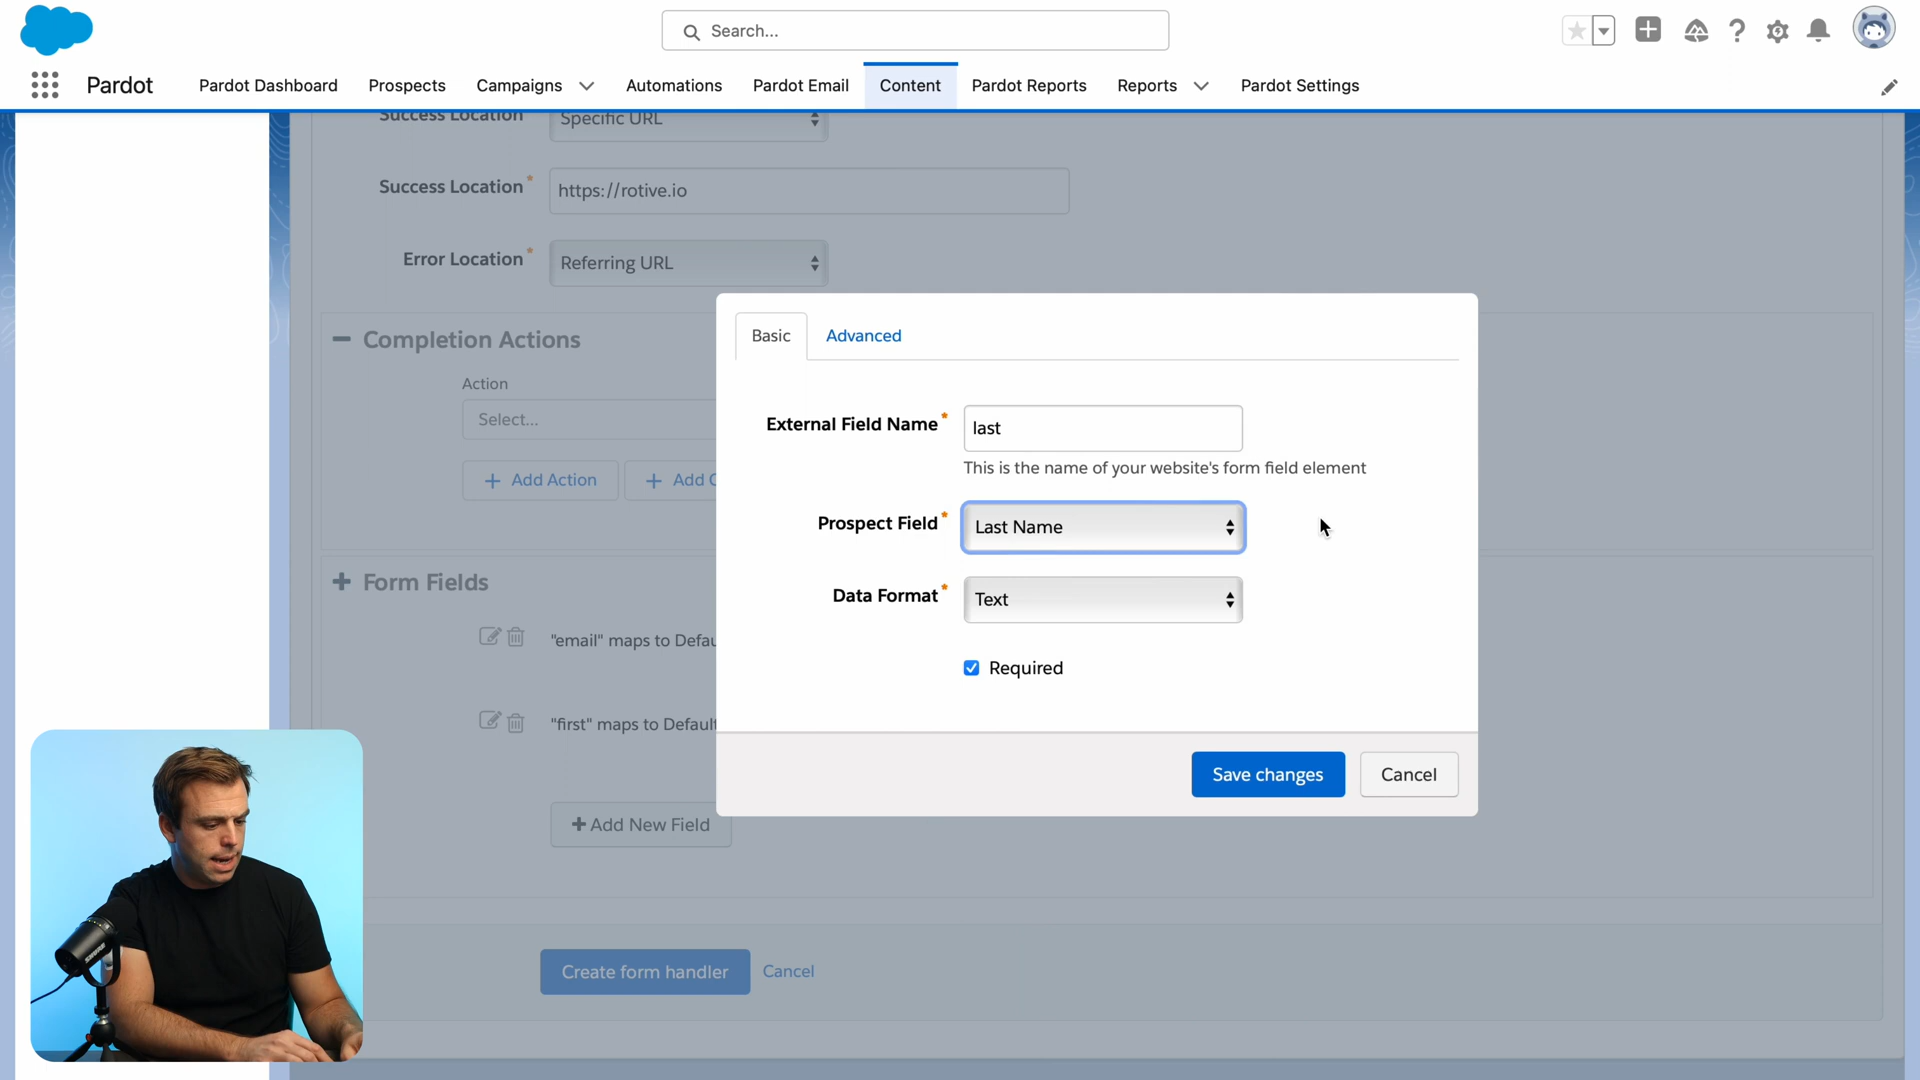 Search...
Pardot
Pardot Dashboard
Prospects
Campaigns
Automations
Pardot Email
Content
Pardot Reports
Reports
Pardot Settings
Success Location
Specific URL
Success Location*
https://rotive.io
Error Location*
Referring URL
Completion Actions
Action
Select...
+ Add Action
+ Add C
Form Fields
"email" maps to Defau
"first" maps to Default
+ Add New Field
Create form handler
Cancel
Basic
Advanced
External Field Name*
last
This is the name of your website's form field element
Prospect Field*
Last Name
Data Format*
Text
Required
Save changes
Cancel
SHURE